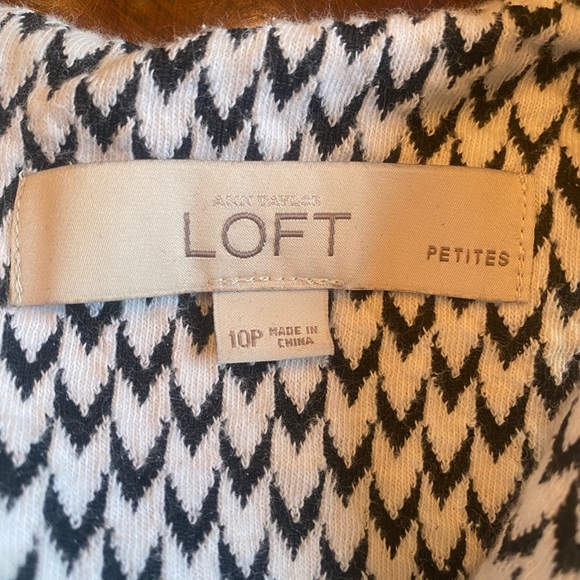 ANN TAYLOR
LOFT
PETITES
10P MADE IN
CHINA